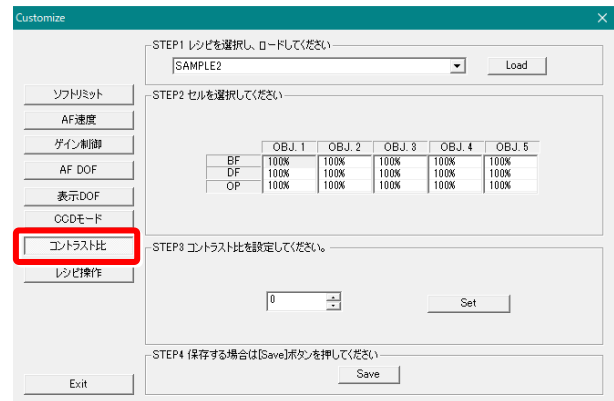 Customize
STEP1 レシピを選択し、ロードしてください
SAMPLE2
Load
ソフトリミット
AF速度
ゲイン制御
AF DOF
表示DOF
CCDモード
コントラスト比
レシピ操作
Exit
STEP2 セルを選択してください
OBJ. 1 OBJ. 2 OBJ. 3 OBJ. 4 OBJ. 5
BF 100% 100% 100% 100% 100%
DF 100% 100% 100% 100% 100%
OP 100% 100% 100% 100% 100%
STEP3 コントラスト比を設定してください。
0
Set
STEP4 保存する場合は[Save]ボタンを押してください
Save